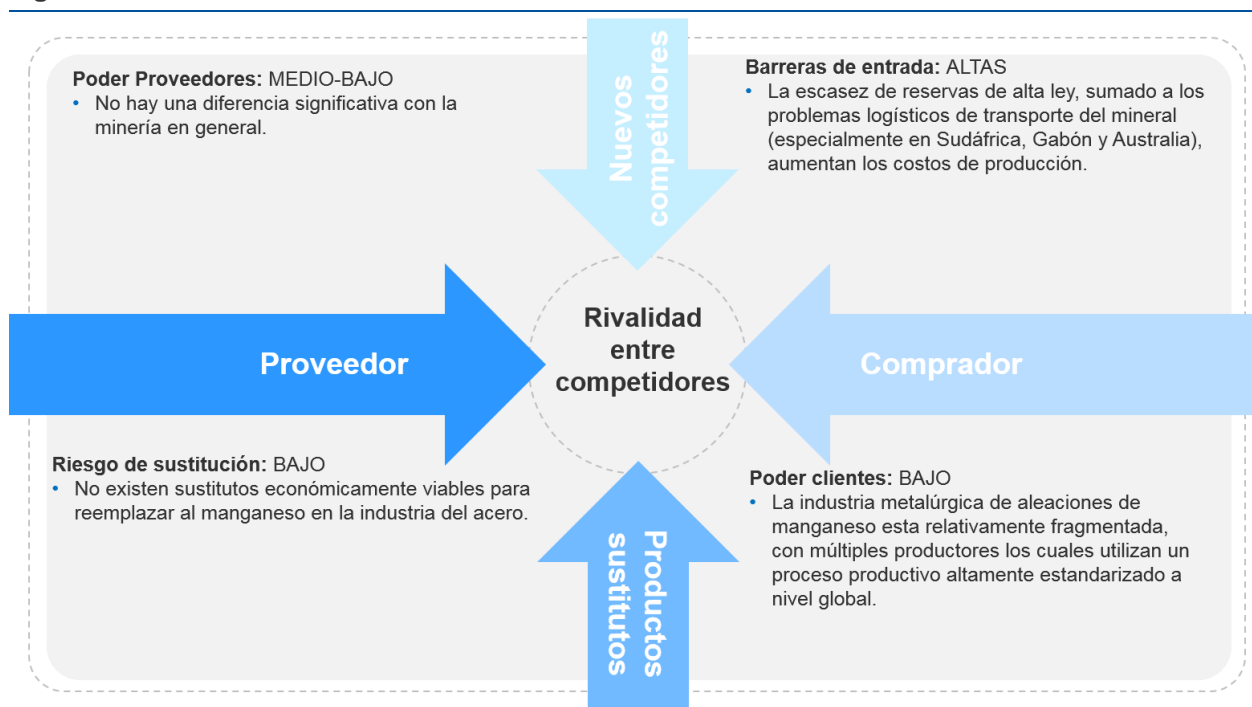 Poder Proveedores: MEDIO-BAJO
• No hay una diferencia significativa con la
minería en general.
Nuevos
competidores
Barreras de entrada: ALTAS
• La escasez de reservas de alta ley, sumado a los
problemas logísticos de transporte del mineral
(especialmente en Sudáfrica, Gabón y Australia),
aumentan los costos de producción.
Proveedor
Rivalidad
entre
competidores
Comprador
Riesgo de sustitución: BAJO
• No existen sustitutos económicamente viables para
reemplazar al manganeso en la industria del acero.
Productos
sustitutos
Poder clientes: BAJO
• La industria metalúrgica de aleaciones de
manganeso esta relativamente fragmentada,
con múltiples productores los cuales utilizan un
proceso productivo altamente estandarizado a
nivel global.